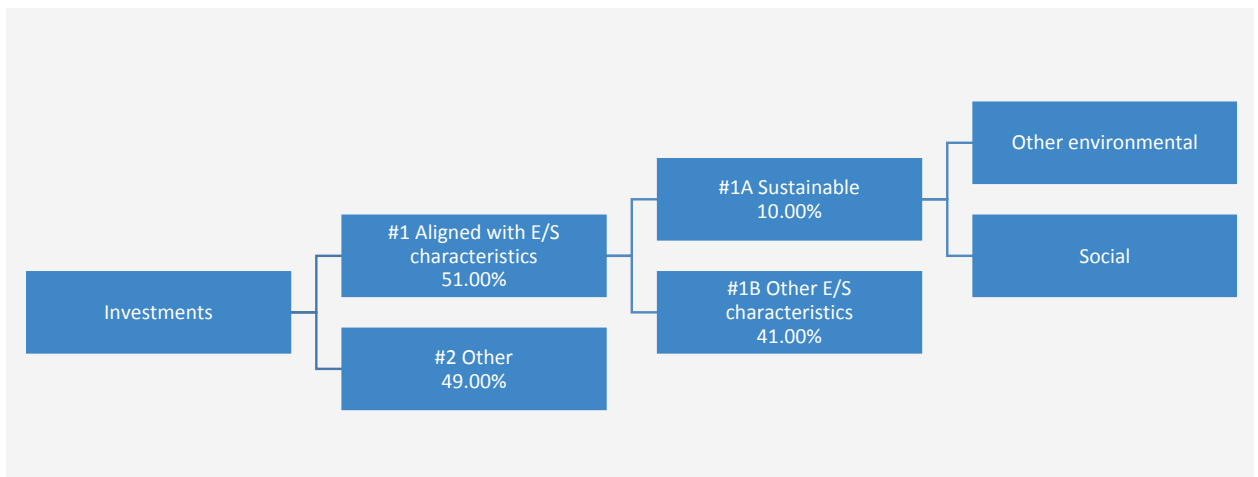 Investments
#1 Aligned with E/S
characteristics
51.00%
#2 Other
49.00%
#1A Sustainable
10.00%
#1B Other E/S
characteristics
41.00%
Other environmental
Social